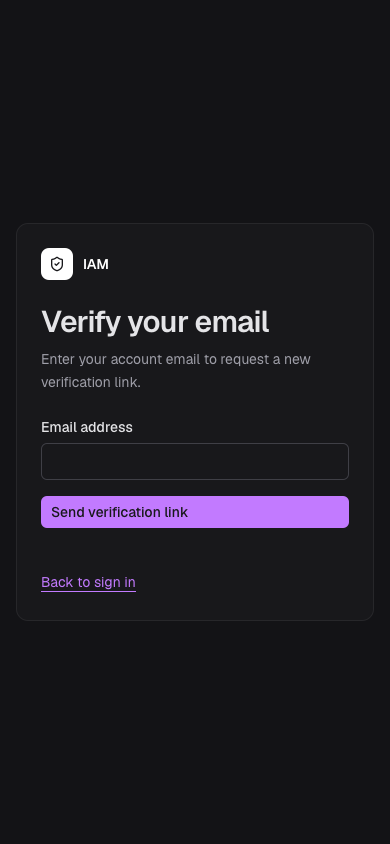 IAM
Verify your email
Enter your account email to request a new
verification link.
Email address
Send verification link
Back to sign in